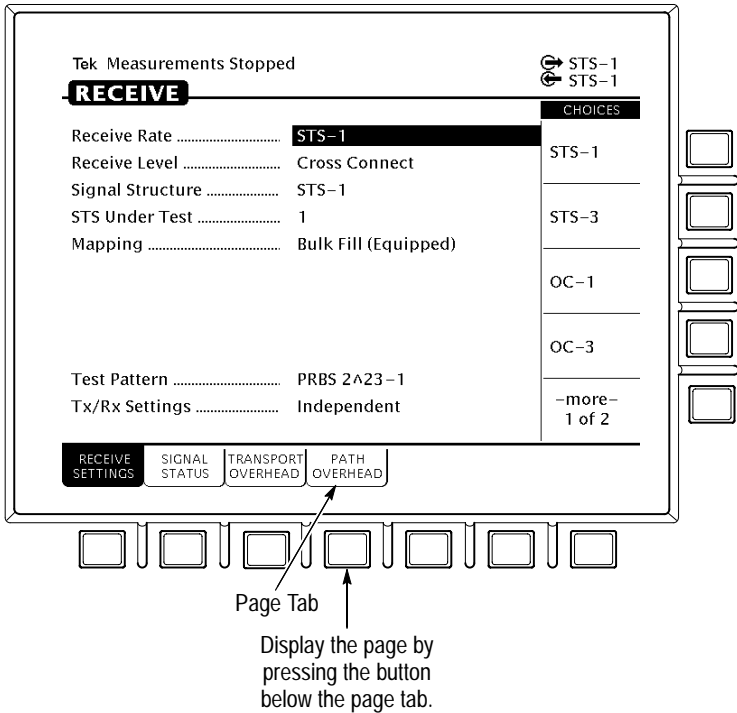 Tek Measurements Stopped
STS–1
STS–1
RECEIVE
CHOICES
Receive Rate ............................ STS–1
Receive Level .......................... Cross Connect
Signal Structure ................... STS–1
STS Under Test ...................... 1
Mapping ................................... Bulk Fill (Equipped)
Test Pattern ............................ PRBS 2^23–1
Tx/Rx Settings ...................... Independent
STS–1
STS–3
OC–1
OC–3
–more–
1 of 2
RECEIVE SETTINGS
SIGNAL STATUS
TRANSPORT OVERHEAD
PATH OVERHEAD
Page Tab
Display the page by
pressing the button
below the page tab.